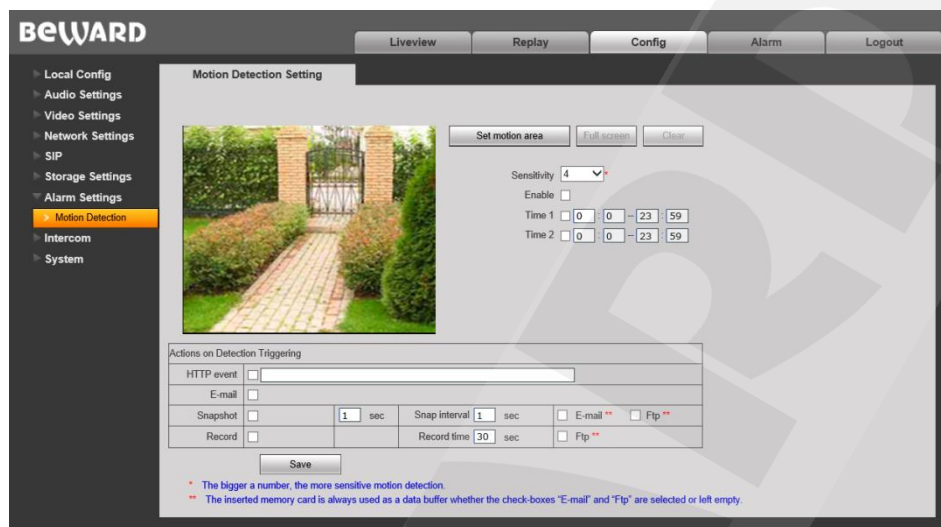 BEWARD
Liveview Replay Config Alarm Logout
Local Config
Audio Settings
Video Settings
Network Settings
SIP
Storage Settings
Alarm Settings
Motion Detection
Intercom
System
Motion Detection Setting
Set motion area Full screen Clear
Sensitivity 4 *
Enable
Time 1 0 : 0 – 23 : 59
Time 2 0 : 0 – 23 : 59
Actions on Detection Triggering
HTTP event
E-mail
Snapshot 1 sec Snap interval 1 sec E-mail ** Ftp **
Record Record time 30 sec Ftp **
Save
* The bigger a number, the more sensitive motion detection.
** The inserted memory card is always used as a data buffer whether the check-boxes "E-mail" and "Ftp" are selected or left empty.